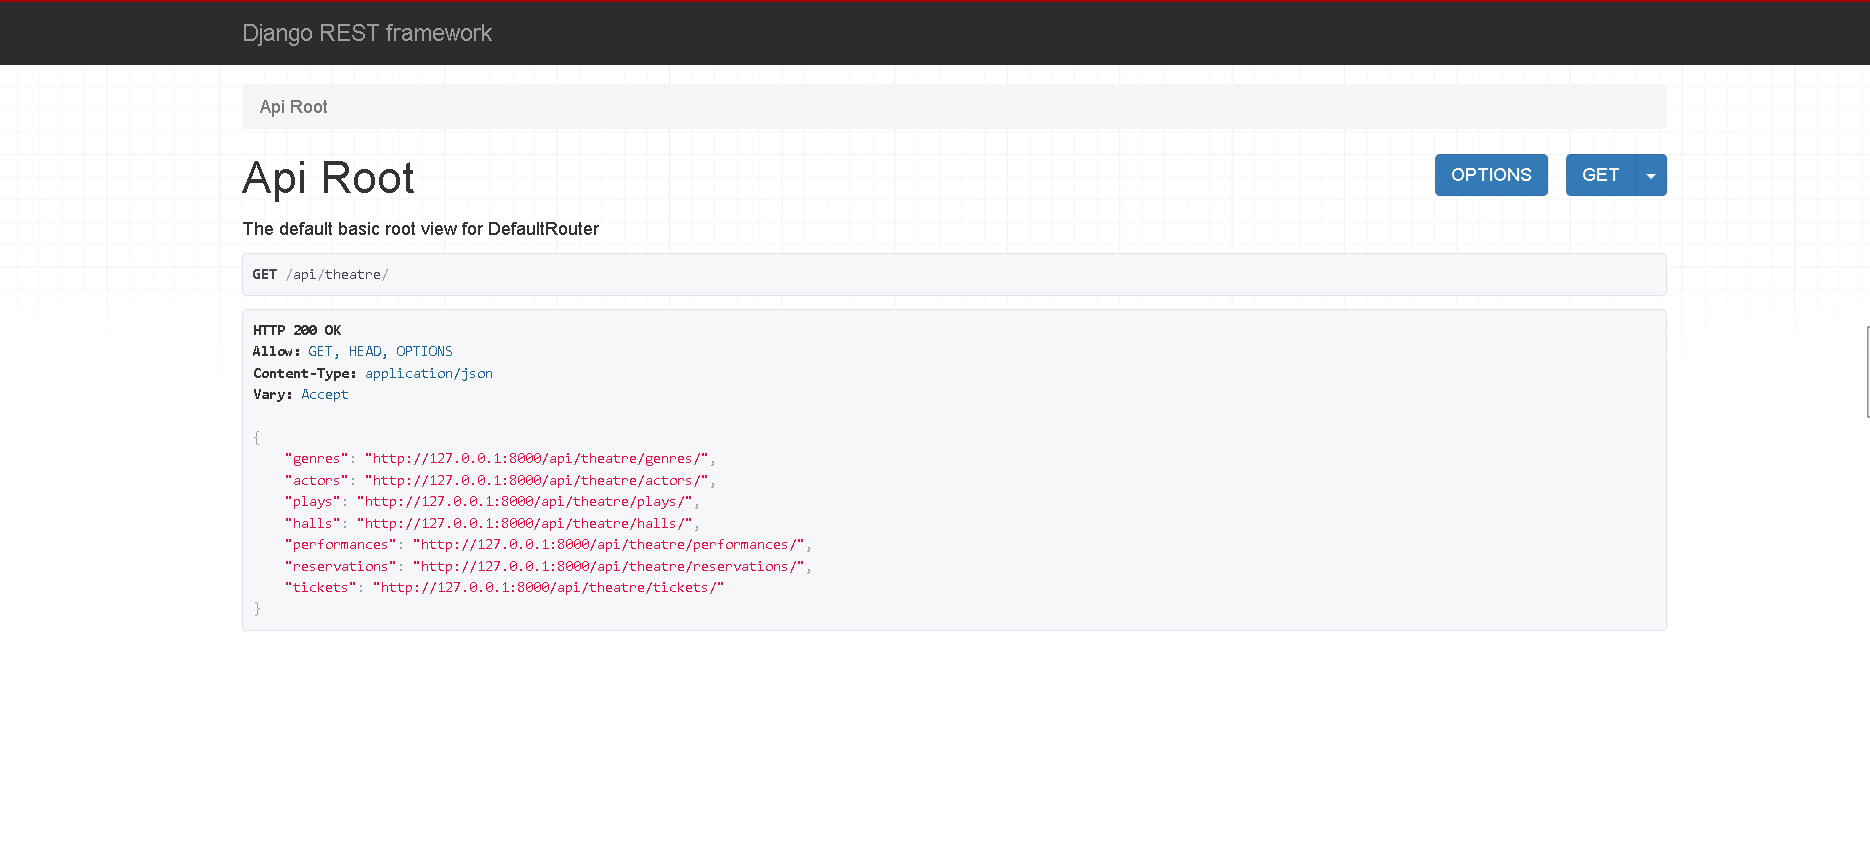 Django REST framework
Api Root
Api Root
OPTIONS
GET
The default basic root view for DefaultRouter
GET /api/theatre/
HTTP 200 OK
Allow: GET, HEAD, OPTIONS
Content-Type: application/json
Vary: Accept
{
    "genres": "http://127.0.0.1:8000/api/theatre/genres/",
    "actors": "http://127.0.0.1:8000/api/theatre/actors/",
    "plays": "http://127.0.0.1:8000/api/theatre/plays/",
    "halls": "http://127.0.0.1:8000/api/theatre/halls/",
    "performances": "http://127.0.0.1:8000/api/theatre/performances/",
    "reservations": "http://127.0.0.1:8000/api/theatre/reservations/",
    "tickets": "http://127.0.0.1:8000/api/theatre/tickets/"
}